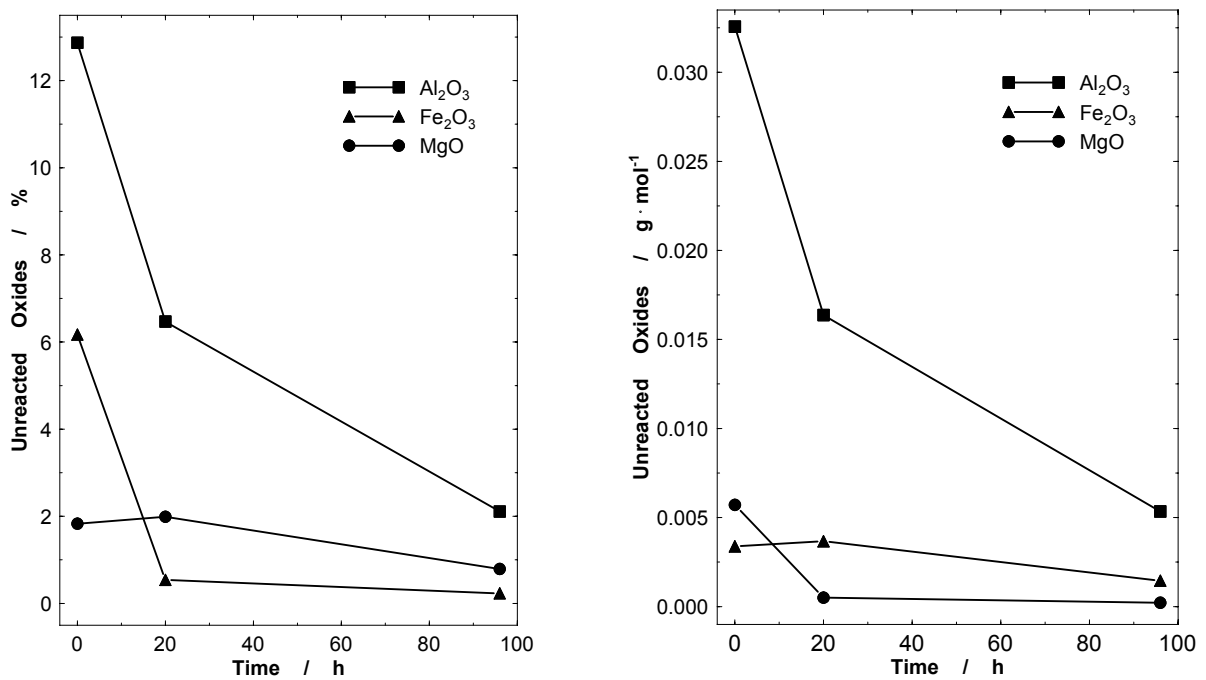 12
10
8
6
4
2
0
Unreacted Oxides / %
Al₂O₃
Fe₂O₃
MgO
0 20 40 60 80 100
Time / h
0.030
0.025
0.020
0.015
0.010
0.005
0.000
Unreacted Oxides / g · mol⁻¹
Al₂O₃
Fe₂O₃
MgO
0 20 40 60 80 100
Time / h